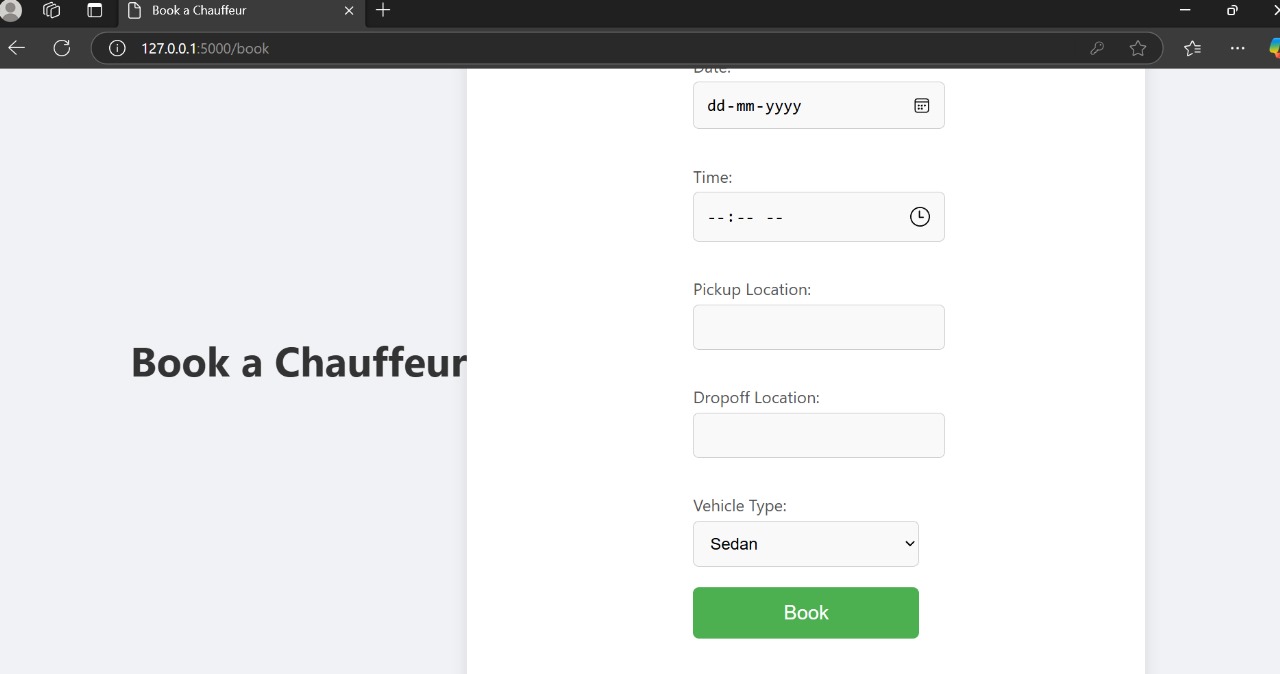 Book a Chauffeur
127.0.0.1:5000/book
Date:
dd-mm-yyyy
Time:
--:-- --
Pickup Location:
Book a Chauffeur
Dropoff Location:
Vehicle Type:
Sedan
Book